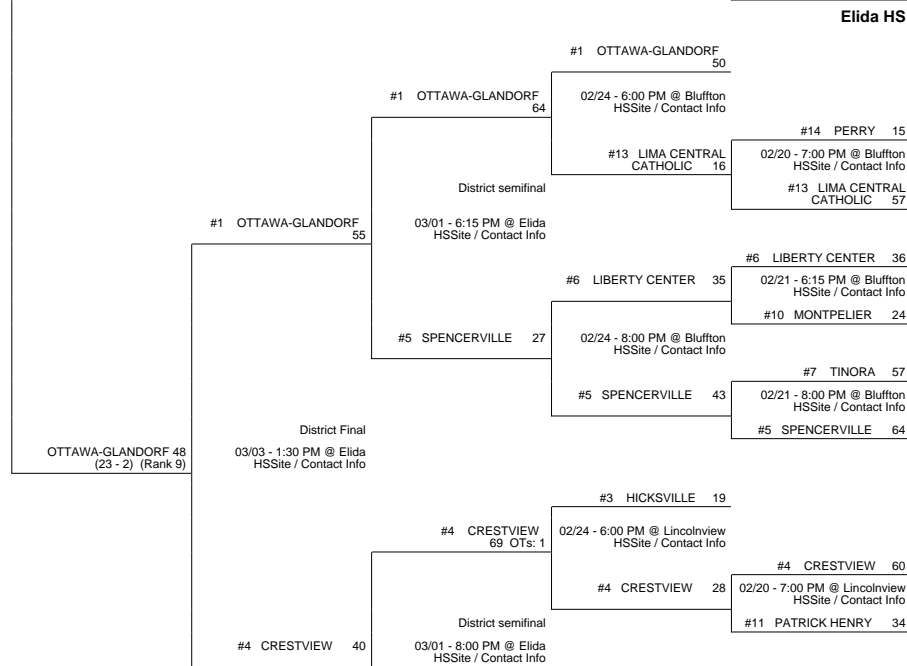 Elida HS
#1 OTTAWA-GLANDORF
50
#1 OTTAWA-GLANDORF
64
02/24 - 6:00 PM @ Bluffton
HSSite / Contact Info
#14 PERRY 15
#13 LIMA CENTRAL
CATHOLIC 16
02/20 - 7:00 PM @ Bluffton
HSSite / Contact Info
District semifinal
#13 LIMA CENTRAL
CATHOLIC 57
#1 OTTAWA-GLANDORF
55
03/01 - 6:15 PM @ Elida
HSSite / Contact Info
#6 LIBERTY CENTER 36
#6 LIBERTY CENTER 35
02/21 - 6:15 PM @ Bluffton
HSSite / Contact Info
#10 MONTPELIER 24
#5 SPENCERVILLE 27
02/24 - 8:00 PM @ Bluffton
HSSite / Contact Info
#7 TINORA 57
#5 SPENCERVILLE 43
02/21 - 8:00 PM @ Bluffton
HSSite / Contact Info
District Final
#5 SPENCERVILLE 64
OTTAWA-GLANDORF 48
(23 - 2) (Rank 9)
03/03 - 1:30 PM @ Elida
HSSite / Contact Info
#3 HICKSVILLE 19
#4 CRESTVIEW
69 OTs: 1
02/24 - 6:00 PM @ Lincolnview
HSSite / Contact Info
#4 CRESTVIEW 60
#4 CRESTVIEW 28
02/20 - 7:00 PM @ Lincolnview
HSSite / Contact Info
District semifinal
#11 PATRICK HENRY 34
#4 CRESTVIEW 40
03/01 - 8:00 PM @ Elida
HSSite / Contact Info